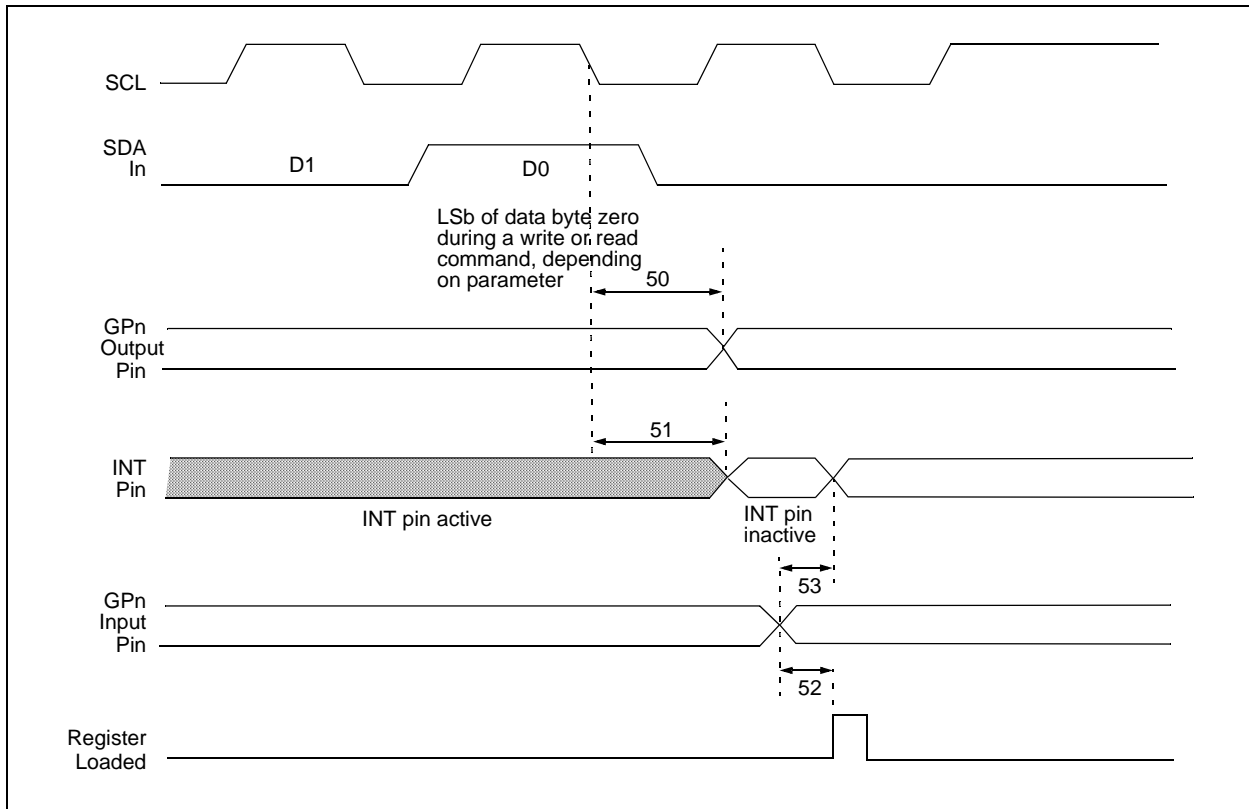 SCL
SDA
In
D1
D0
LSb of data byte zero
during a write or read
command, depending
on parameter
50
GPn
Output
Pin
51
INT
Pin
INT pin active
INT pin
inactive
53
GPn
Input
Pin
52
Register
Loaded